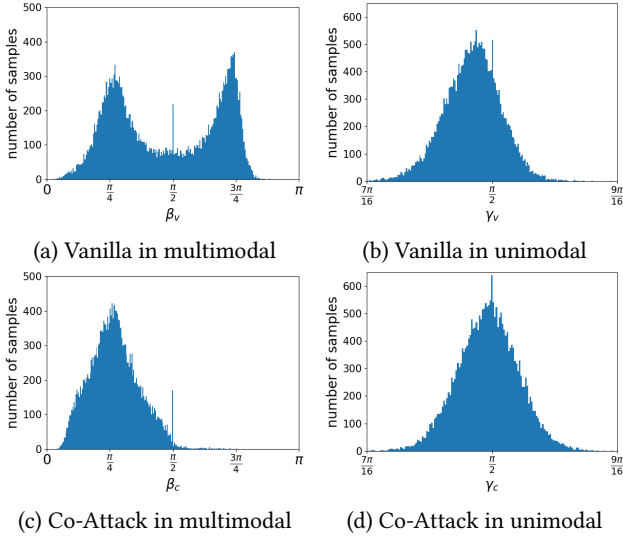 500
400
300
200
100
0
number of samples
0 π/4 π/2 3π/4 π
β_v
(a) Vanilla in multimodal
600
500
400
300
200
100
0
number of samples
7π/16 π/2 9π/16
γ_v
(b) Vanilla in unimodal
500
400
300
200
100
0
number of samples
0 π/4 π/2 3π/4 π
β_c
(c) Co-Attack in multimodal
600
500
400
300
200
100
0
number of samples
7π/16 π/2 9π/16
γ_c
(d) Co-Attack in unimodal